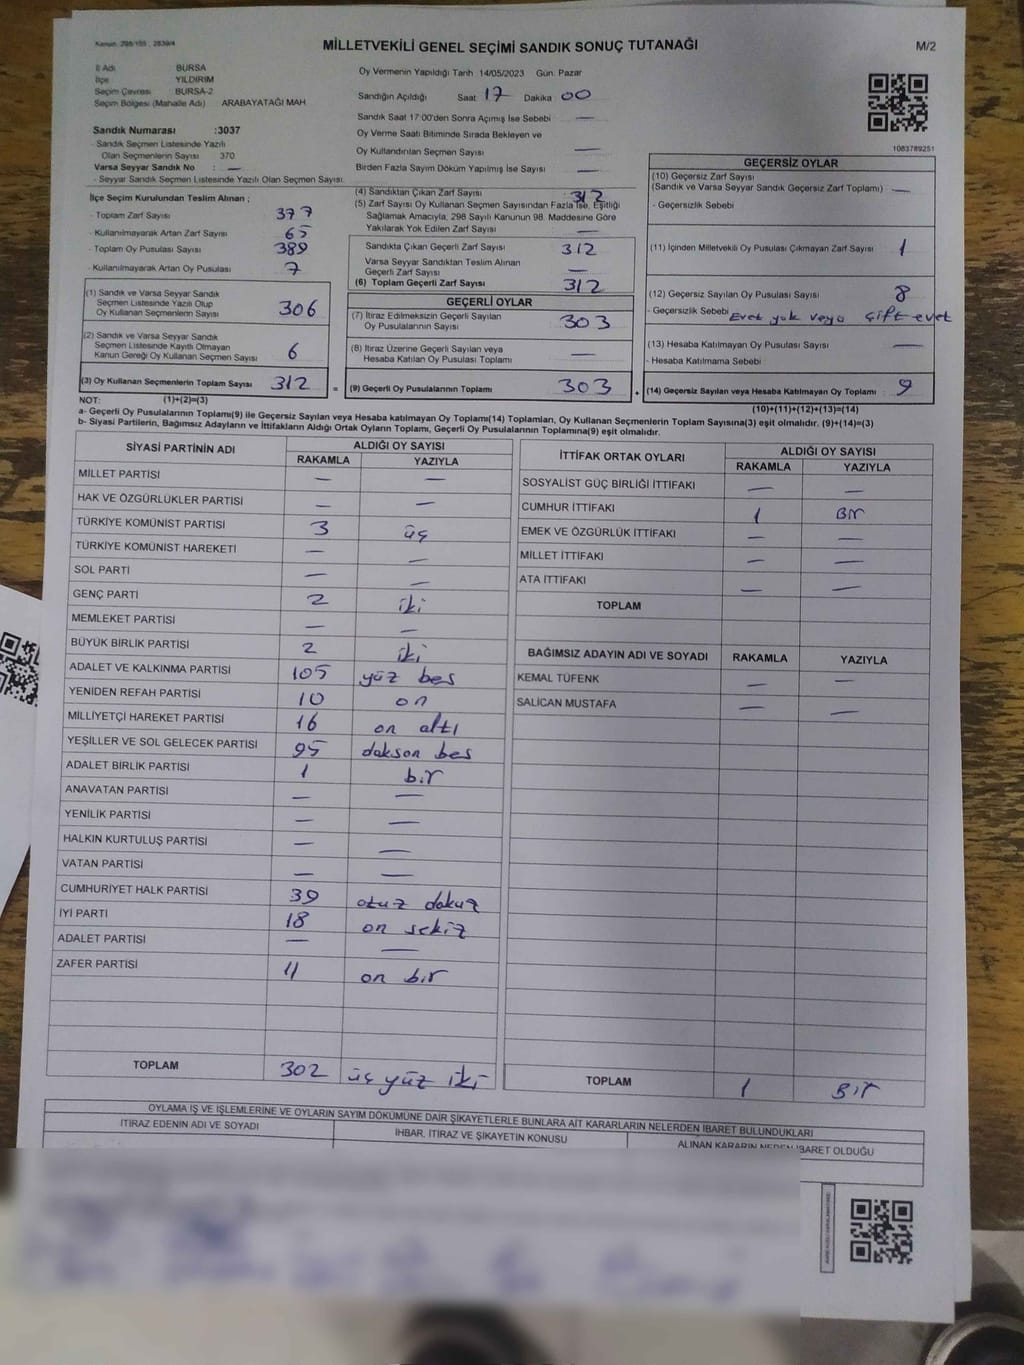 Kanun: 298/105 , 2839/4
MİLLETVEKİLİ GENEL SEÇİMİ SANDIK SONUÇ TUTANAĞI
M/2
İl Adı BURSA
İlçe YILDIRIM
Seçim Çevresi BURSA-2
Seçim Bölgesi (Mahalle Adı) ARABAYATAĞI MAH
Sandık Numarası :3037
- Sandık Seçmen Listesinde Yazılı
Olan Seçmenlerin Sayısı 370
Varsa Seyyar Sandık No : —
- Seyyar Sandık Seçmen Listesinde Yazılı Olan Seçmen Sayısı:
Oy Vermenin Yapıldığı Tarih 14/05/2023 Gün: Pazar
Sandığın Açıldığı Saat 17 Dakika 00
Sandık Saat 17:00'den Sonra Açımış İse Sebebi —
Oy Verme Saati Bitiminde Sırada Bekleyen ve
Oy Kullandırılan Seçmen Sayısı —
Birden Fazla Sayım Döküm Yapılmış İse Sayısı —
1083789251
İlçe Seçim Kurulundan Teslim Alınan ;
- Toplam Zarf Sayısı 377
- Kullanılmayarak Artan Zarf Sayısı 65
- Toplam Oy Pusulası Sayısı 389
- Kullanılmayarak Artan Oy Pusulası 7
(1) Sandık ve Varsa Seyyar Sandık
Seçmen Listesinde Yazılı Olup
Oy Kullanan Seçmenlerin Sayısı 306
(2) Sandık ve Varsa Seyyar Sandık
Seçmen Listesinde Kayıtlı Olmayan
Kanun Gereği Oy Kullanan Seçmen Sayısı 6
(3) Oy Kullanan Seçmenlerin Toplam Sayısı 312 =
(4) Sandıktan Çıkan Zarf Sayısı 312
(5) Zarf Sayısı Oy Kullanan Seçmen Sayısından Fazla İse, Eşitliği
Sağlamak Amacıyla, 298 Sayılı Kanunun 98. Maddesine Göre
Yakılarak Yok Edilen Zarf Sayısı —
Sandıkta Çıkan Geçerli Zarf Sayısı 312
Varsa Seyyar Sandıktan Teslim Alınan
Geçerli Zarf Sayısı —
(6) Toplam Geçerli Zarf Sayısı 312
GEÇERLİ OYLAR
(7) İtiraz Edilmeksizin Geçerli Sayılan
Oy Pusulalarının Sayısı 303
(8) İtiraz Üzerine Geçerli Sayılan veya
Hesaba Katılan Oy Pusulası Toplamı —
(9) Geçerli Oy Pusulalarının Toplamı 303 +
GEÇERSİZ OYLAR
(10) Geçersiz Zarf Sayısı
(Sandık ve Varsa Seyyar Sandık Geçersiz Zarf Toplamı) —
- Geçersizlik Sebebi
(11) İçinden Milletvekili Oy Pusulası Çıkmayan Zarf Sayısı 1
(12) Geçersiz Sayılan Oy Pusulası Sayısı 8
- Geçersizlik Sebebi Evet yok veya çift evet
(13) Hesaba Katılmayan Oy Pusulası Sayısı —
- Hesaba Katılmama Sebebi
(14) Geçersiz Sayılan veya Hesaba Katılmayan Oy Toplamı 9
NOT: (1)+(2)=(3)
(10)+(11)+(12)+(13)=(14)
a- Geçerli Oy Pusulalarının Toplamı(9) ile Geçersiz Sayılan veya Hesaba katılmayan Oy Toplamı(14) Toplamları, Oy Kullanan Seçmenlerin Toplam Sayısına(3) eşit olmalıdır. (9)+(14)=(3)
b- Siyasi Partilerin, Bağımsız Adayların ve İttifakların Aldığı Ortak Oyların Toplamı, Geçerli Oy Pusulalarının Toplamına(9) eşit olmalıdır.
SİYASİ PARTİNİN ADI ALDIĞI OY SAYISI
RAKAMLA YAZIYLA
MİLLET PARTİSİ — —
HAK VE ÖZGÜRLÜKLER PARTİSİ — —
TÜRKİYE KOMÜNİST PARTİSİ 3 üç
TÜRKİYE KOMÜNİST HAREKETİ — —
SOL PARTİ — —
GENÇ PARTİ 2 iki
MEMLEKET PARTİSİ — —
BÜYÜK BİRLİK PARTİSİ 2 iki
ADALET VE KALKINMA PARTİSİ 105 yüz bes
YENİDEN REFAH PARTİSİ 10 on
MİLLİYETÇİ HAREKET PARTİSİ 16 on altı
YEŞİLLER VE SOL GELECEK PARTİSİ 95 dokson bes
ADALET BİRLİK PARTİSİ 1 bir
ANAVATAN PARTİSİ — —
YENİLİK PARTİSİ — —
HALKIN KURTULUŞ PARTİSİ — —
VATAN PARTİSİ — —
CUMHURİYET HALK PARTİSİ 39 otuz dokuz
İYİ PARTİ 18 on sekiz
ADALET PARTİSİ — —
ZAFER PARTİSİ 11 on bir
TOPLAM 302 üç yüz iki
İTTİFAK ORTAK OYLARI ALDIĞI OY SAYISI
RAKAMLA YAZIYLA
SOSYALİST GÜÇ BİRLİĞİ İTTİFAKI — —
CUMHUR İTTİFAKI 1 Bir
EMEK VE ÖZGÜRLÜK İTTİFAKI — —
MİLLET İTTİFAKI — —
ATA İTTİFAKI — —
TOPLAM
BAĞIMSIZ ADAYIN ADI VE SOYADI RAKAMLA YAZIYLA
KEMAL TÜFENK — —
SALİCAN MUSTAFA — —
TOPLAM 1 Bir
OYLAMA İŞ VE İŞLEMLERİNE VE OYLARIN SAYIM DÖKÜMÜNE DAİR ŞİKAYETLERLE BUNLARA AİT KARARLARIN NELERDEN İBARET BULUNDUKLARI
İTİRAZ EDENİN ADI VE SOYADI İHBAR, İTİRAZ VE ŞİKAYETİN KONUSU ALINAN KARARIN NEDEN İBARET OLDUĞU